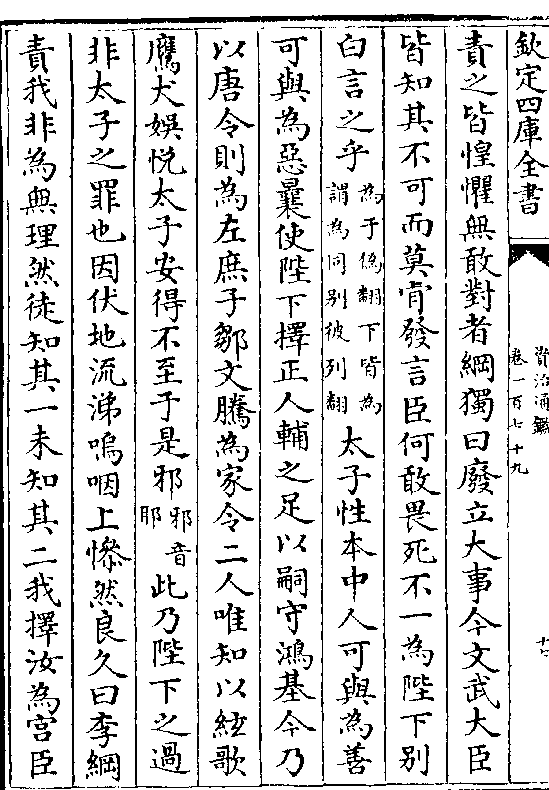 欽定四庫全書
資治通鑑
卷一百七十九
責之皆惶懼無敢對者綱獨曰廢立大事今文武大臣
皆知其不可而莫肯發言臣何敢畏死不一為陛下别
白言之乎為于偽翻下皆為謂為同别彼列翻太子性本中人可與為善
可與為惡曩使陛下擇正人輔之足以嗣守鴻基今乃
以唐令則為左庶子鄒文騰為家令二人唯知以絃歌
鷹犬娯悦太子安得不至于是邪邪音耶此乃陛下之過
非太子之罪也因伏地流涕嗚咽上慘然良久曰李綱
責我非為無理然徒知其一未知其二我擇汝為宫臣